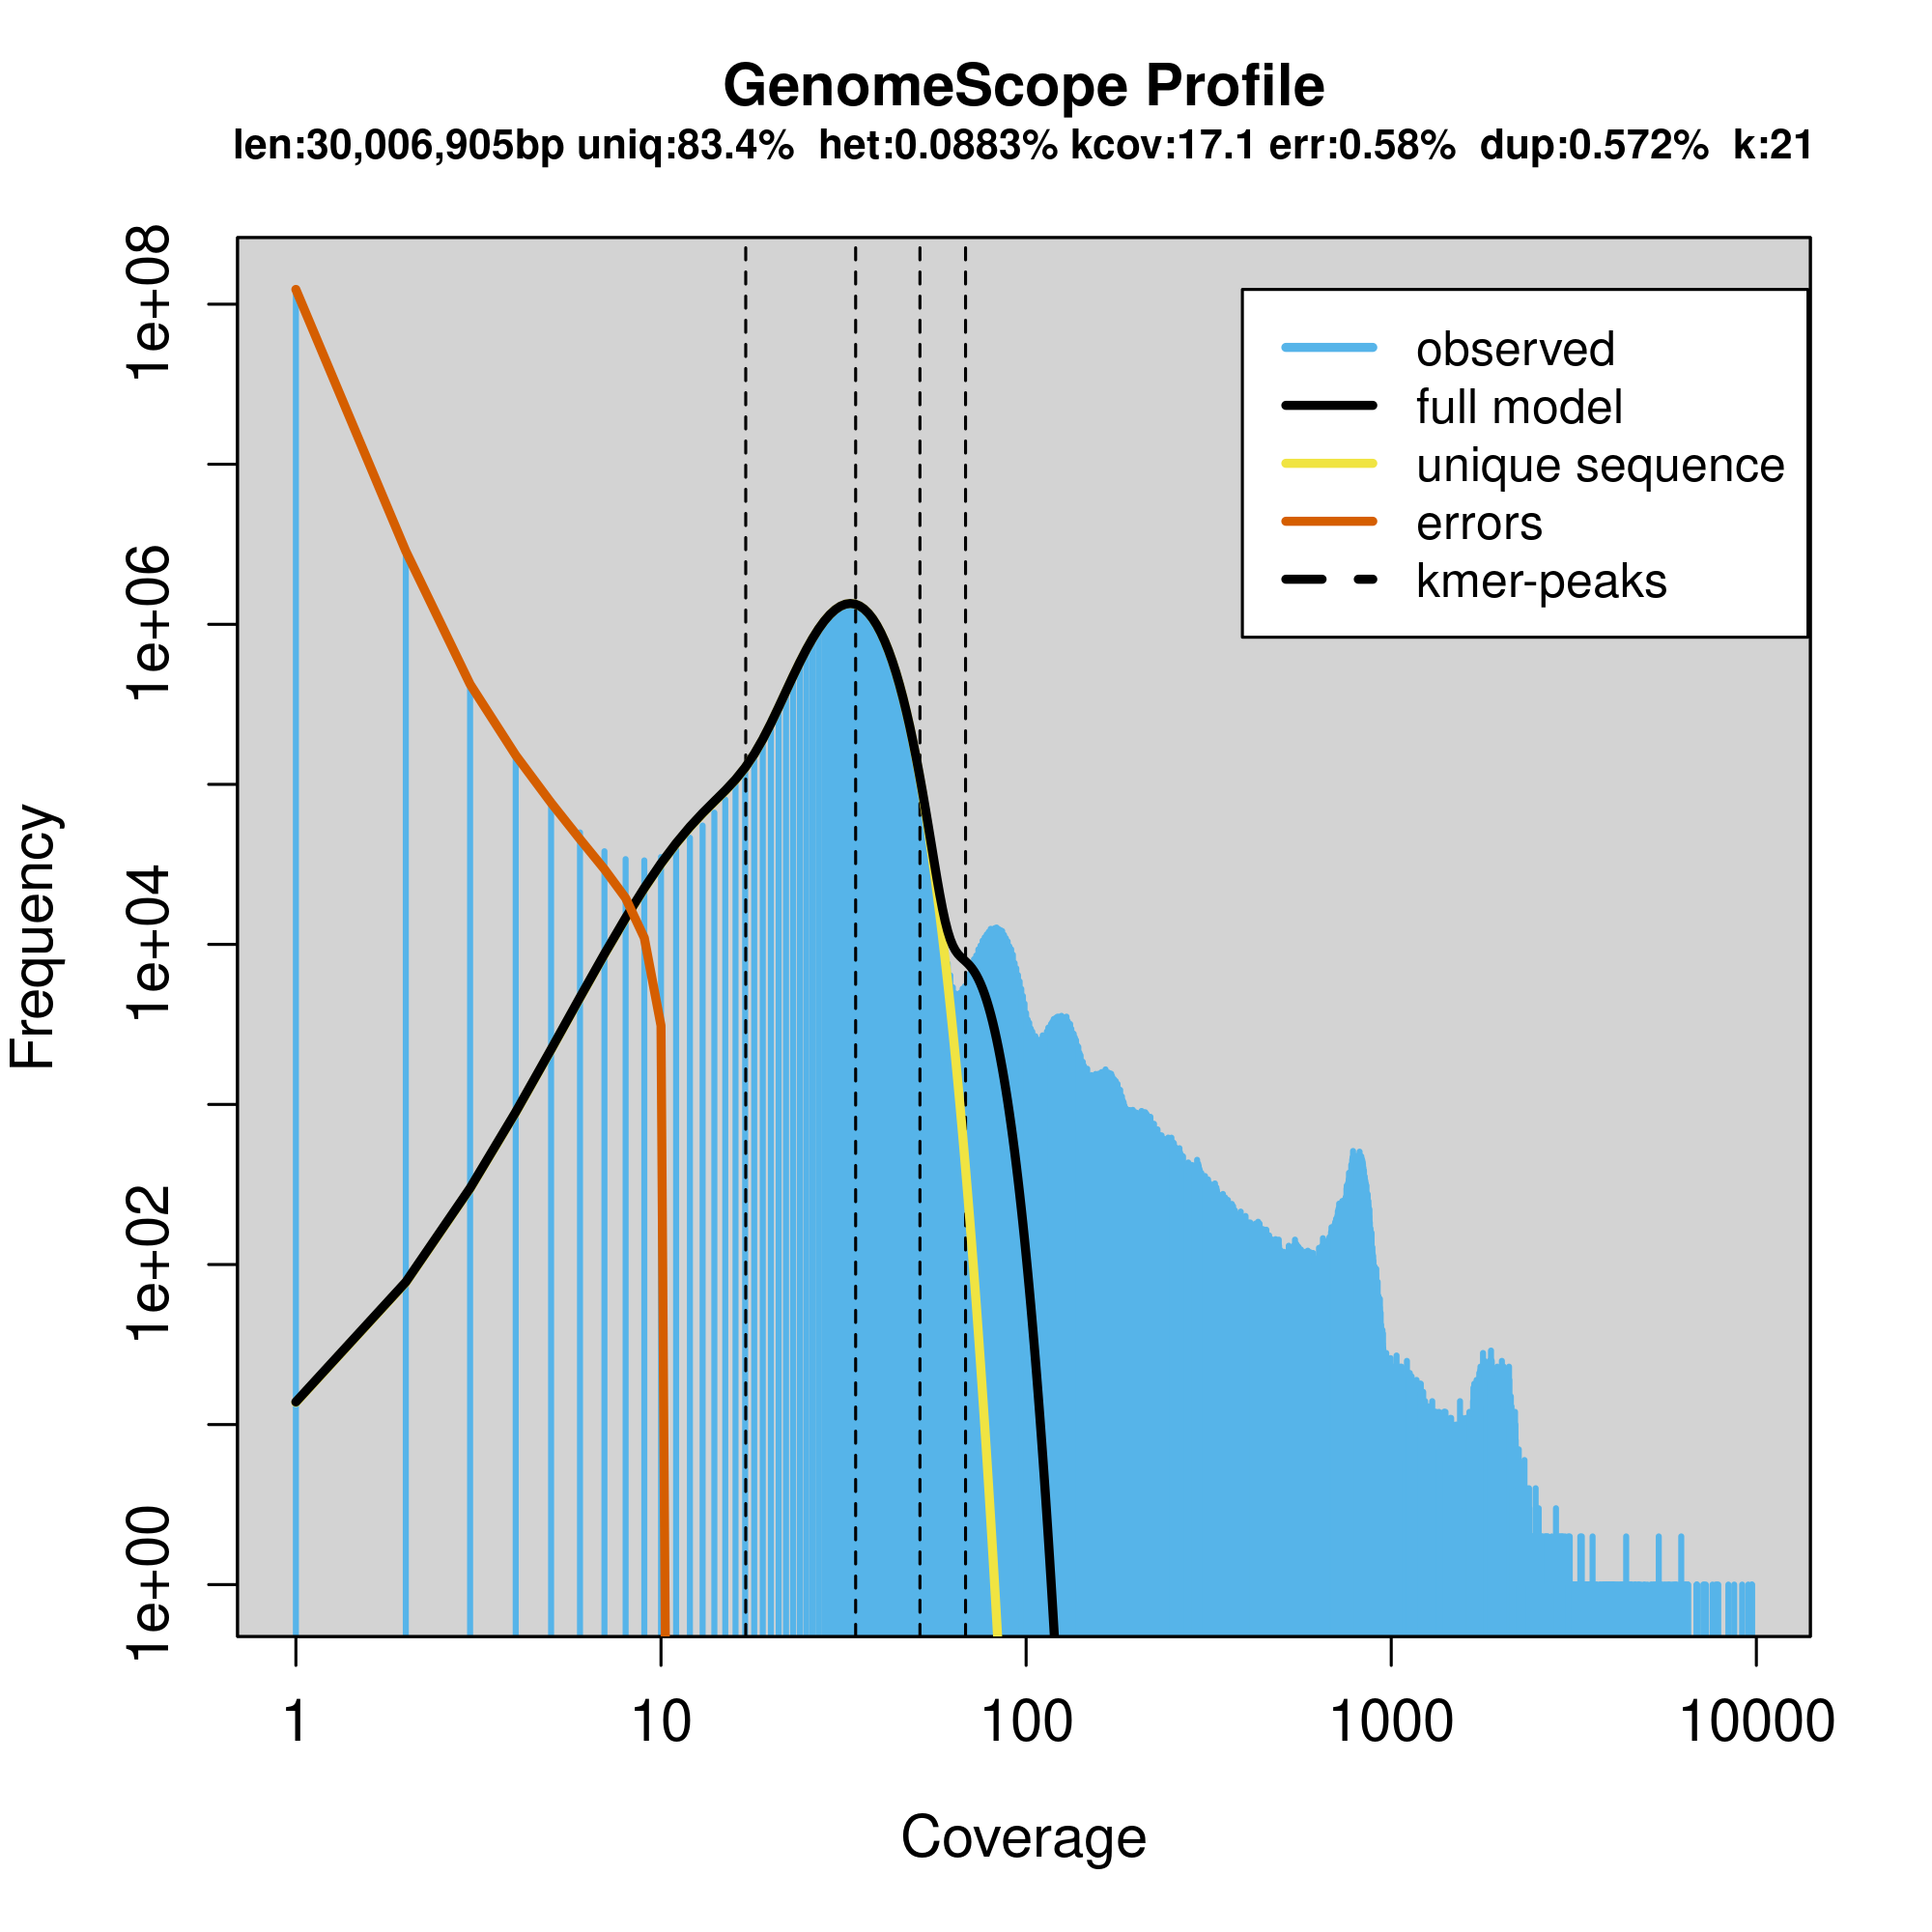 GenomeScope Profile
len:30,006,905bp uniq:83.4% het:0.0883% kcov:17.1 err:0.58% dup:0.572% k:21
Frequency
1e+08
1e+06
1e+04
1e+02
1e+00
observed
full model
unique sequence
errors
kmer-peaks
1 10 100 1000 10000
Coverage